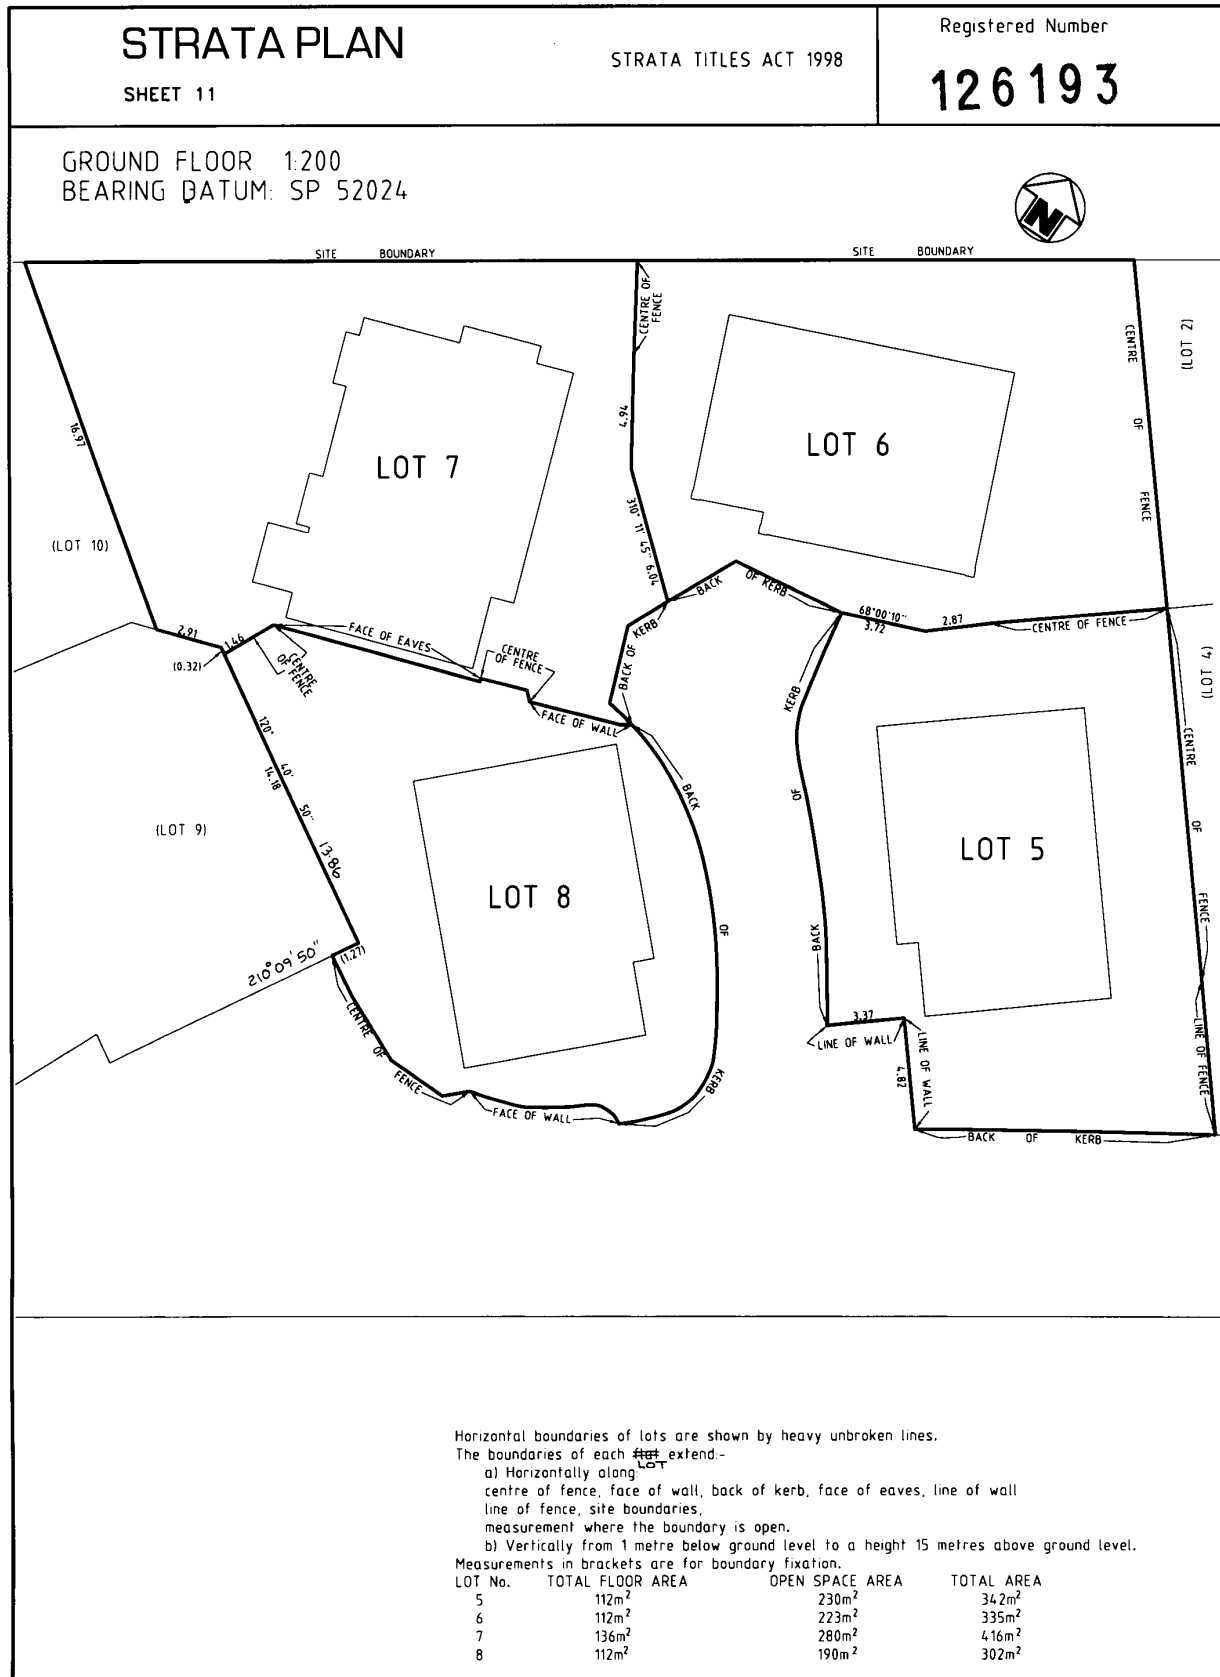 STRATA PLAN
SHEET 11
STRATA TITLES ACT 1998
Registered Number
126193
GROUND FLOOR 1:200
BEARING DATUM: SP 52024
N
SITE BOUNDARY
SITE BOUNDARY
CENTRE OF
FENCE
CENTRE OF FENCE
(LOT 2)
16.97
4.94
LOT 7
LOT 6
310° 11' 45" 6.04
(LOT 10)
BACK OF KERB
68°00'10"
3.72
2.87
CENTRE OF FENCE
2.91
1.46
(0.32)
CENTRE
OF FENCE
FACE OF EAVES
CENTRE
OF FENCE
BACK OF KERB
FACE OF WALL
(LOT 4)
120° 40' 50"
14.18
13.86
(LOT 9)
LOT 8
BACK OF KERB
KERB OF BACK
LOT 5
CENTRE OF FENCE
210°09'50"
(1.27)
CENTRE OF FENCE
FACE OF WALL
3.37
LINE OF WALL
4.82
LINE OF WALL
LINE OF FENCE
BACK OF KERB
Horizontal boundaries of lots are shown by heavy unbroken lines.
The boundaries of each flat extend:-
LOT
a) Horizontally along:
centre of fence, face of wall, back of kerb, face of eaves, line of wall
line of fence, site boundaries,
measurement where the boundary is open.
b) Vertically from 1 metre below ground level to a height 15 metres above ground level.
Measurements in brackets are for boundary fixation.
LOT No. TOTAL FLOOR AREA OPEN SPACE AREA TOTAL AREA
5 112m² 230m² 342m²
6 112m² 223m² 335m²
7 136m² 280m² 416m²
8 112m² 190m² 302m²